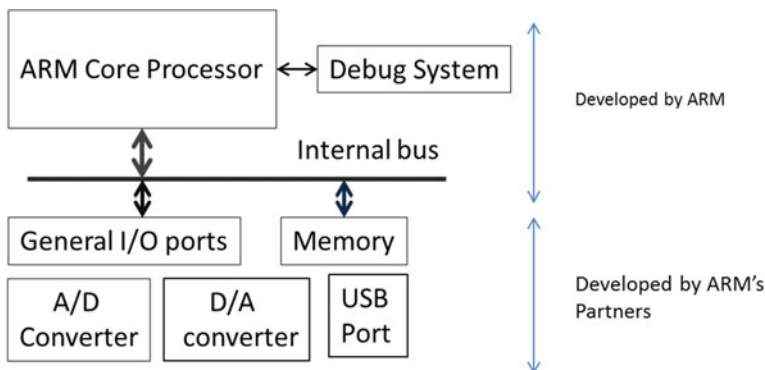 ARM Core Processor
Debug System
Developed by ARM
Internal bus
General I/O ports
Memory
A/D
Converter
D/A
converter
USB
Port
Developed by ARM's
Partners